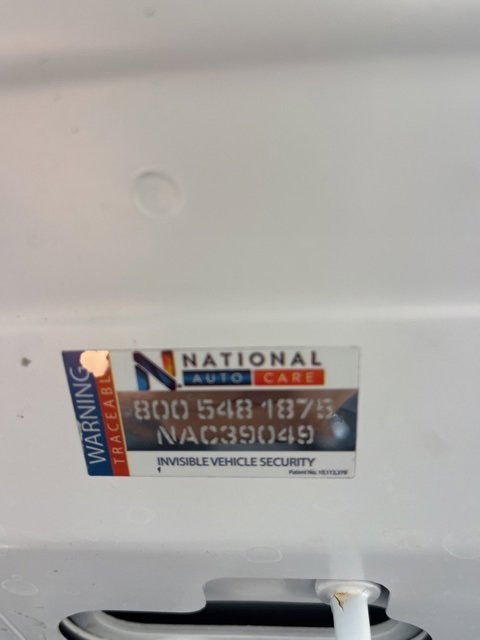 WARNING
TRACEABLE
NATIONAL
AUTO CARE
800 548 1875
NAC39049
INVISIBLE VEHICLE SECURITY